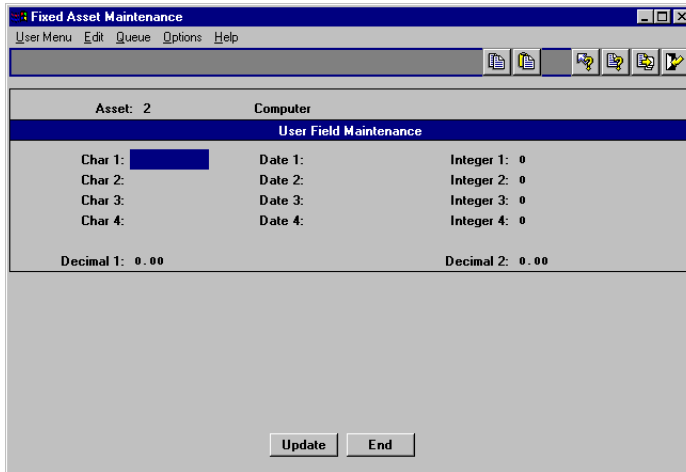 Fixed Asset Maintenance
User Menu Edit Queue Options Help
Asset: 2 Computer
User Field Maintenance
Char 1: Date 1: Integer 1: 0
Char 2: Date 2: Integer 2: 0
Char 3: Date 3: Integer 3: 0
Char 4: Date 4: Integer 4: 0
Decimal 1: 0.00 Decimal 2: 0.00
Update End